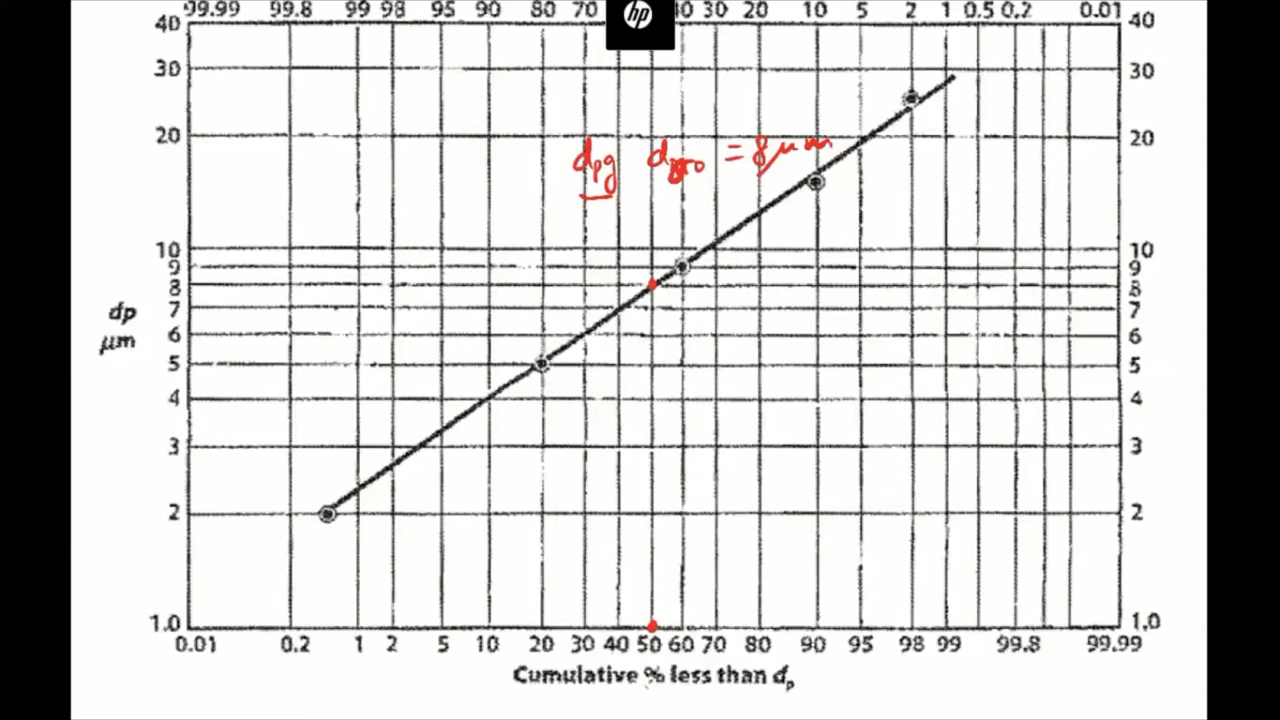 99.99 99.8 99 98 95 90 80 70 40 30 20 10 5 2 1 0.5 0.2 0.01
hp
40 40
30 30
20 20
dpg = 8 μm
10 10
9 9
8 8
7 7
dp
μm
6 6
5 5
4 4
3 3
2 2
1.0 1.0
0.01 0.2 1 2 5 10 20 30 40 50 60 70 80 90 95 98 99 99.8 99.99
Cumulative % less than dp